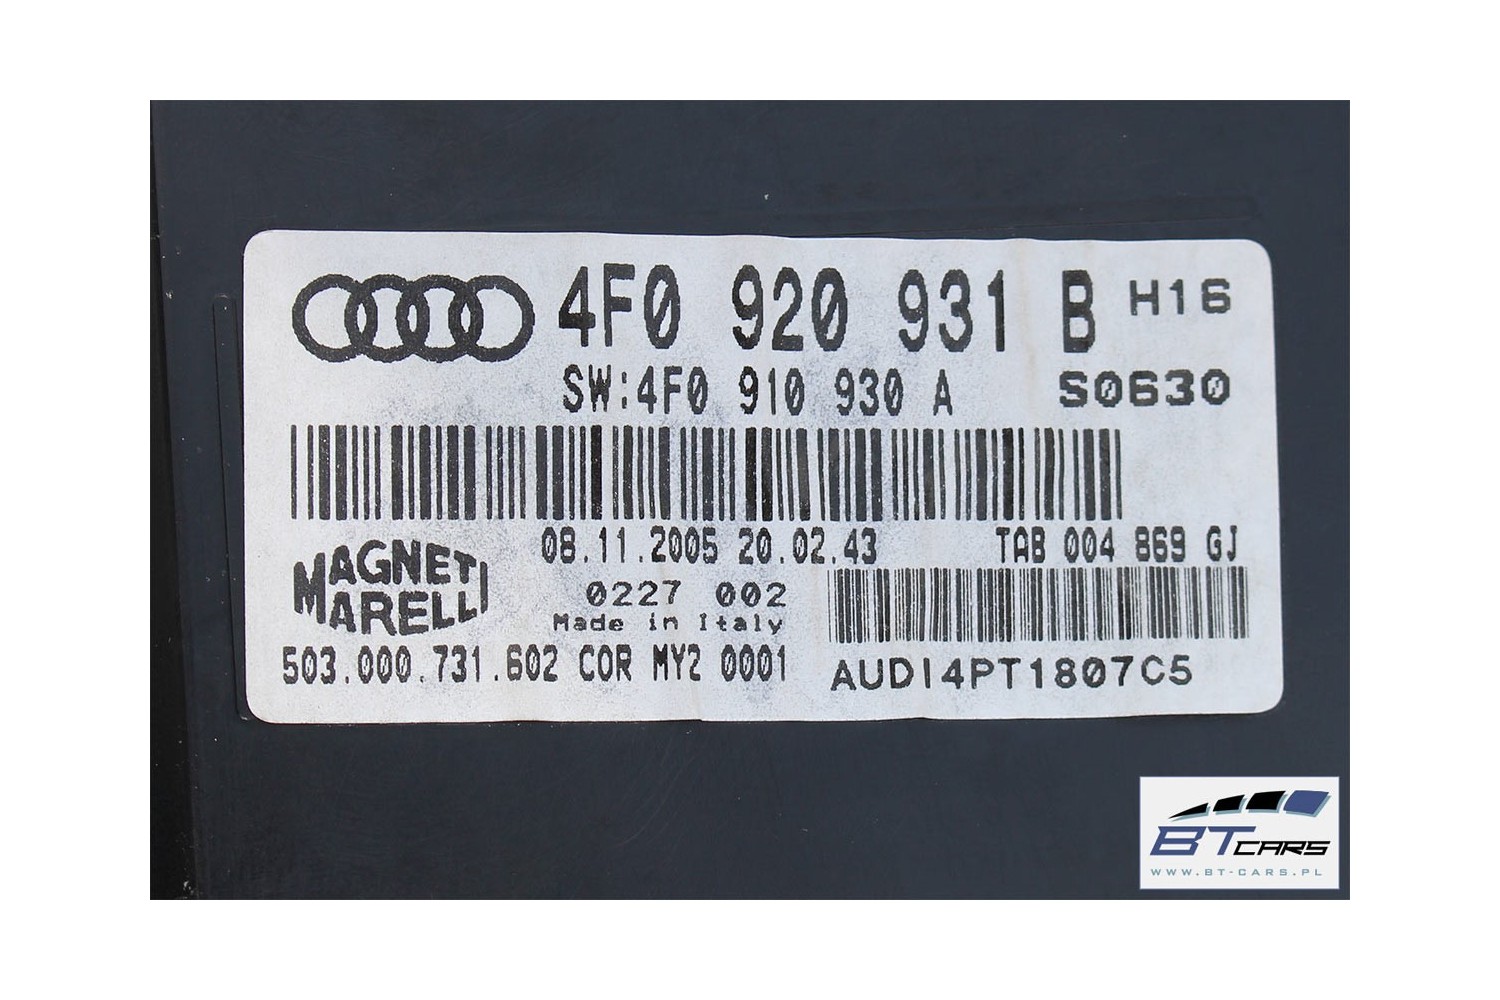 4F0 920 931 B H16
SW:4F0 910 930 A S0630
08.11.2005 20.02.43 TAB 004 869 GJ
MAGNETI
MARELLI
0227 002
Made in Italy
503.000.731.602 COR MY2 0001
AUDI4PT1807C5
BT CARS
WWW.BT-CARS.PL